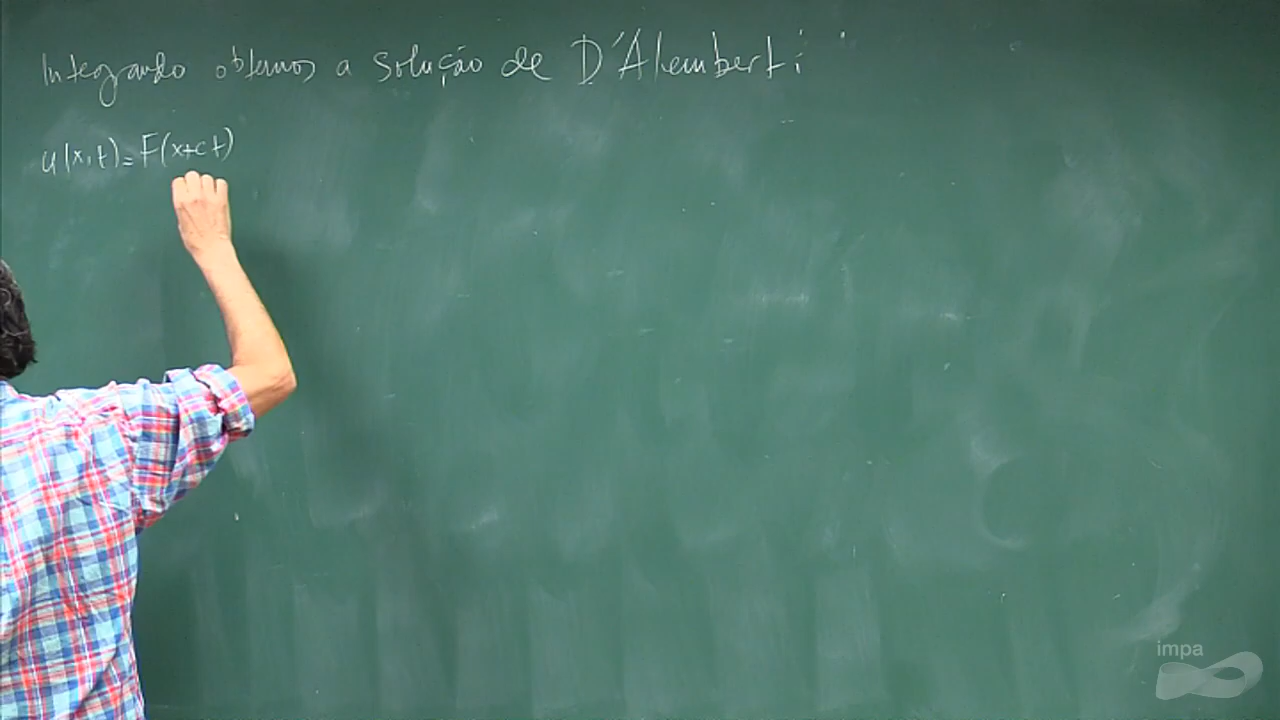 Integrando obtemos a solução de D'Alembert:
u(x,t)=F(x+ct)
impa